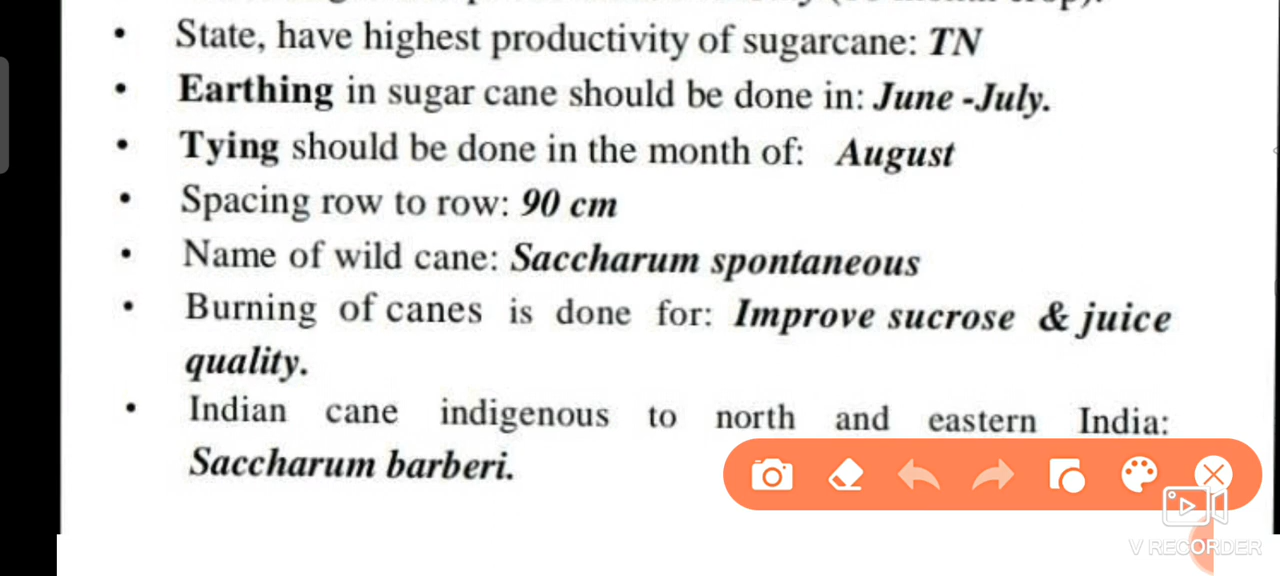 • State, have highest productivity of sugarcane: TN
• Earthing in sugar cane should be done in: June -July.
• Tying should be done in the month of: August
• Spacing row to row: 90 cm
• Name of wild cane: Saccharum spontaneous
• Burning of canes is done for: Improve sucrose & juice
quality.
• Indian cane indigenous to north and eastern India:
Saccharum barberi.
V RECORDER